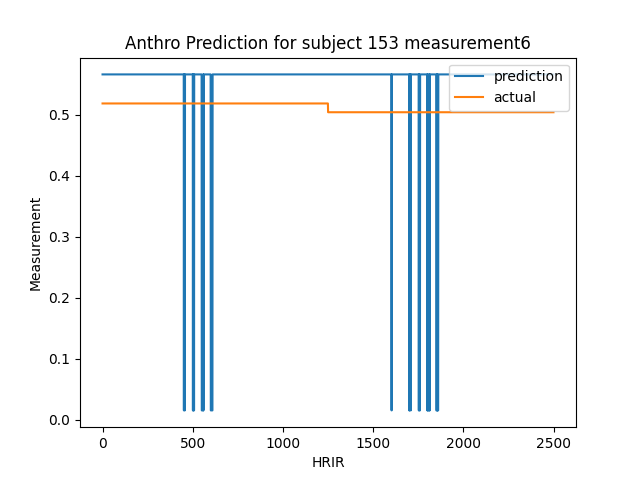 Anthro Prediction for subject 153 measurement6
prediction
actual
Measurement
0.5
0.4
0.3
0.2
0.1
0.0
0 500 1000 1500 2000 2500
HRIR